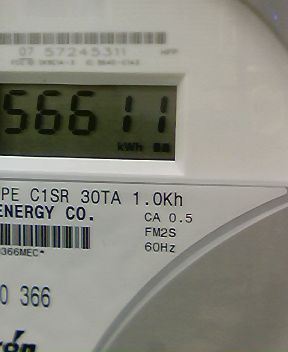 07 57245311
56611
kWh
PE C1SR 30TA 1.0Kh
ENERGY CO.
CA 0.5
FM2S
60Hz
366MEC*
0 366
rón